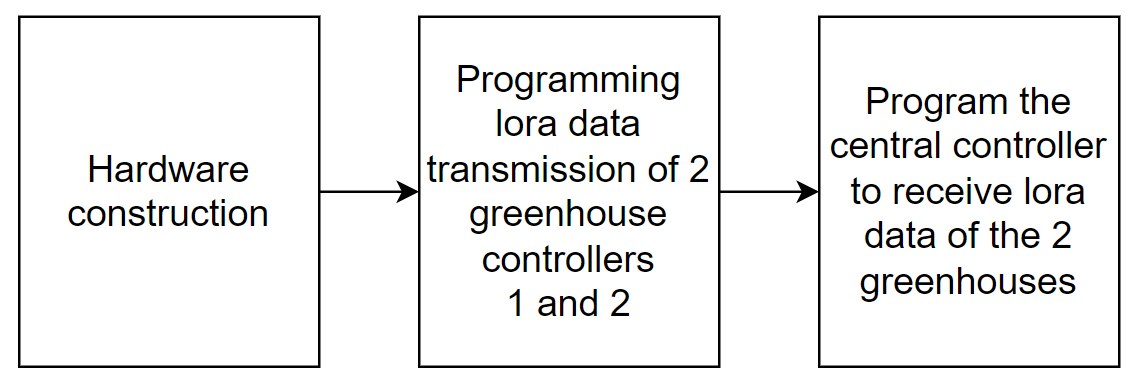 Hardware
construction
Programming
lora data
transmission of 2
greenhouse
controllers
1 and 2
Program the
central controller
to receive lora
data of the 2
greenhouses